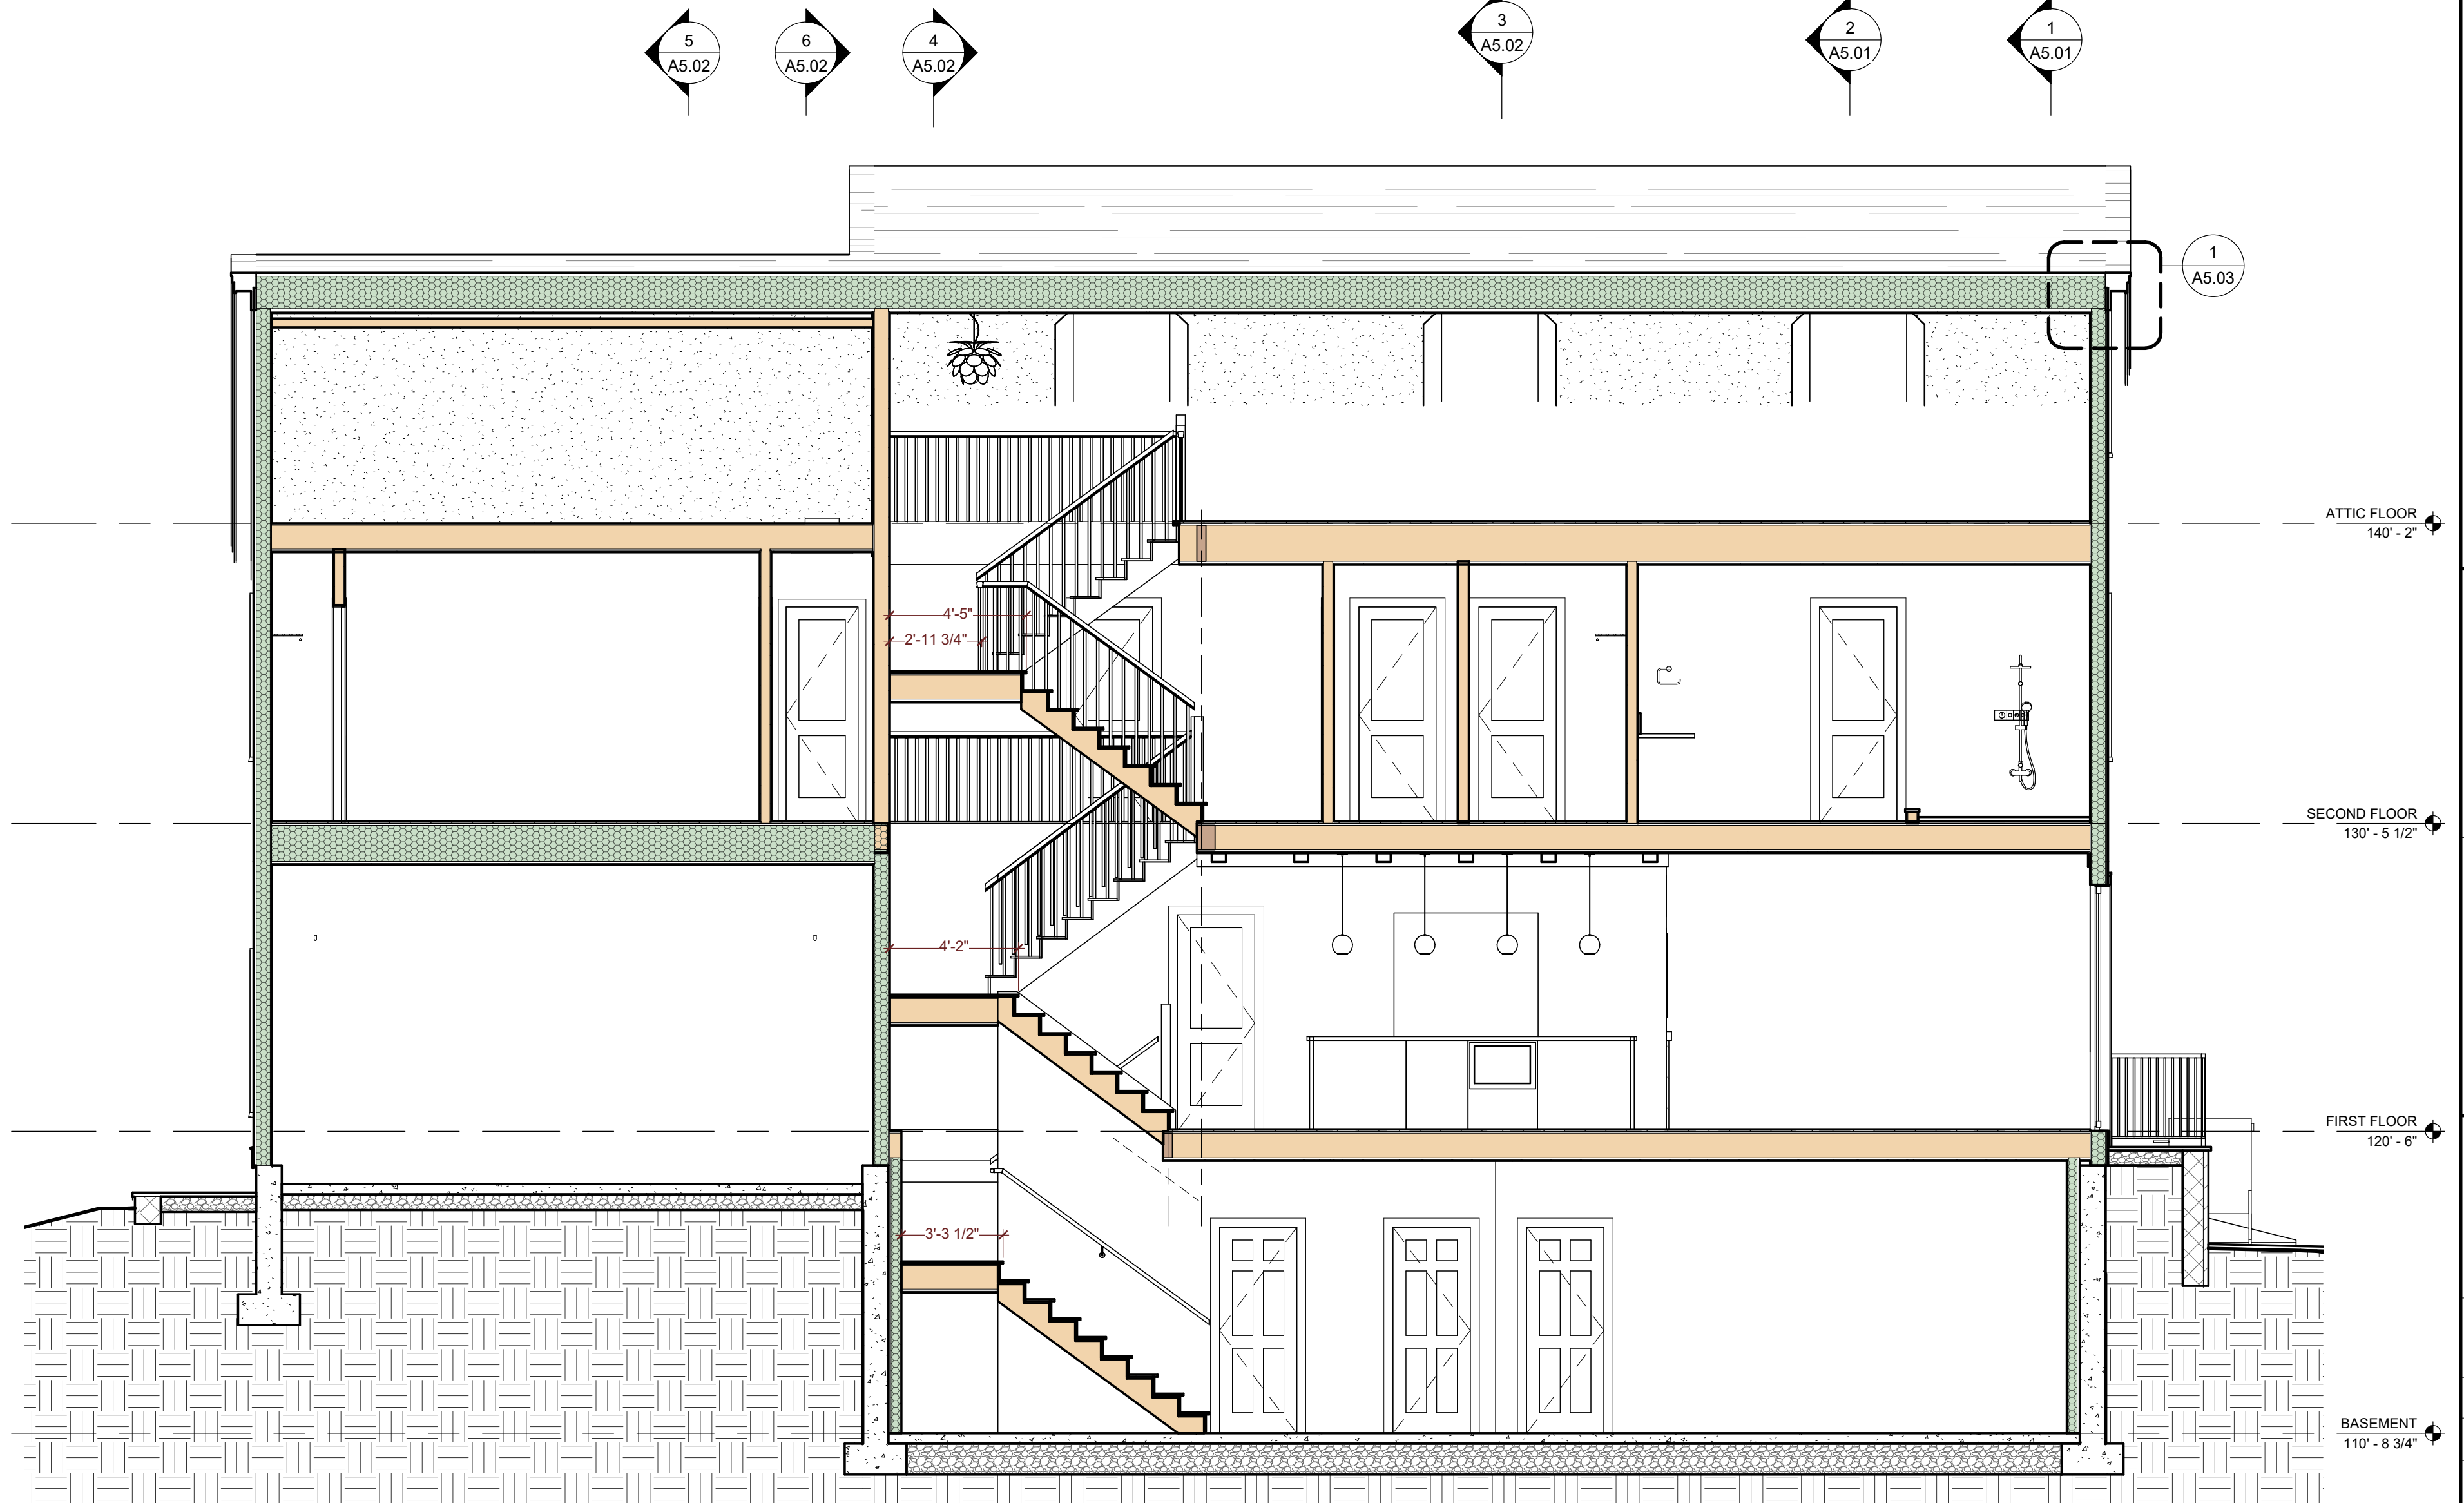 5
A5.02
6
A5.02
4
A5.02
3
A5.02
2
A5.01
1
A5.01
1
A5.03
ATTIC FLOOR
140' - 2"
4'-5"
2'-11 3/4"
SECOND FLOOR
130' - 5 1/2"
4'-2"
FIRST FLOOR
120' - 6"
3'-3 1/2"
BASEMENT
110' - 8 3/4"